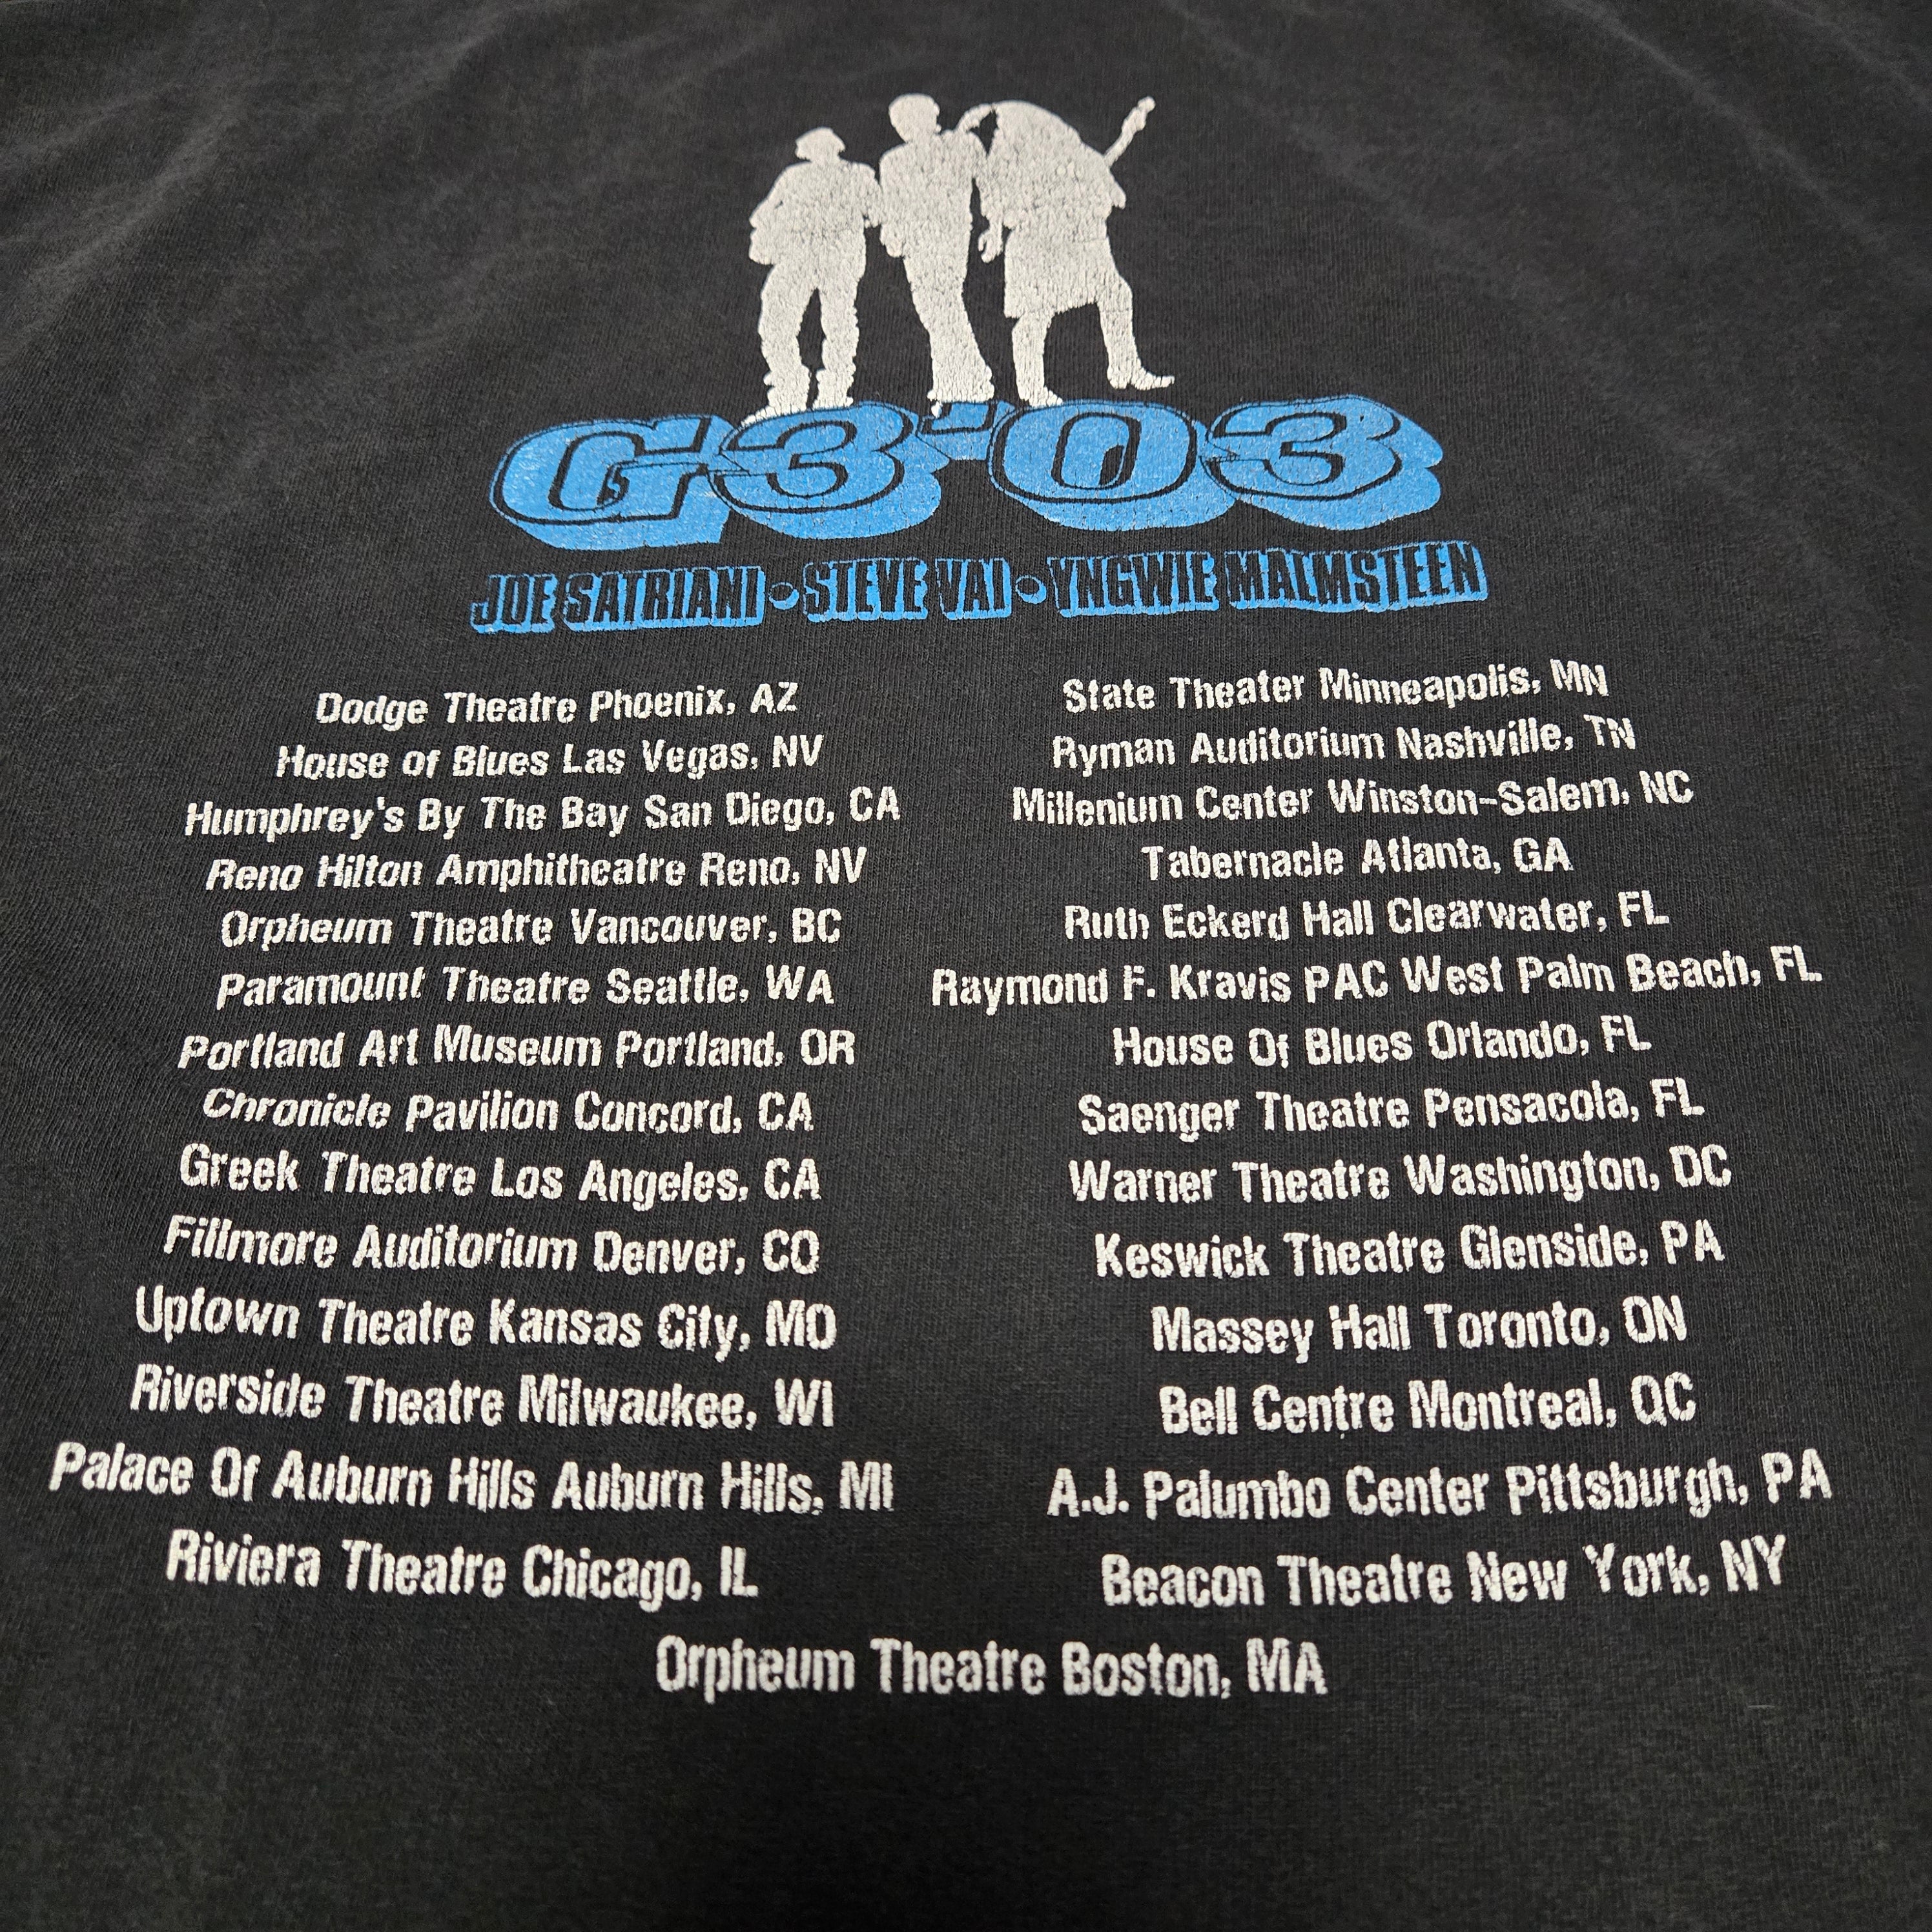 G3'03
JOE SATRIANI • STEVE VAI • YNGWIE MALMSTEEN
Dodge Theatre Phoenix, AZ
House of Blues Las Vegas, NV
Humphrey's By The Bay San Diego, CA
Reno Hilton Amphitheatre Reno, NV
Orpheum Theatre Vancouver, BC
Paramount Theatre Seattle, WA
Portland Art Museum Portland, OR
Chronicle Pavilion Concord, CA
Greek Theatre Los Angeles, CA
Fillmore Auditorium Denver, CO
Uptown Theatre Kansas City, MO
Riverside Theatre Milwaukee, WI
Palace Of Auburn Hills Auburn Hills, MI
Riviera Theatre Chicago, IL
State Theater Minneapolis, MN
Ryman Auditorium Nashville, TN
Millenium Center Winston-Salem, NC
Tabernacle Atlanta, GA
Ruth Eckerd Hall Clearwater, FL
Raymond F. Kravis PAC West Palm Beach, FL
House Of Blues Orlando, FL
Saenger Theatre Pensacola, FL
Warner Theatre Washington, DC
Keswick Theatre Glenside, PA
Massey Hall Toronto, ON
Bell Centre Montreal, QC
A.J. Palumbo Center Pittsburgh, PA
Beacon Theatre New York, NY
Orpheum Theatre Boston, MA